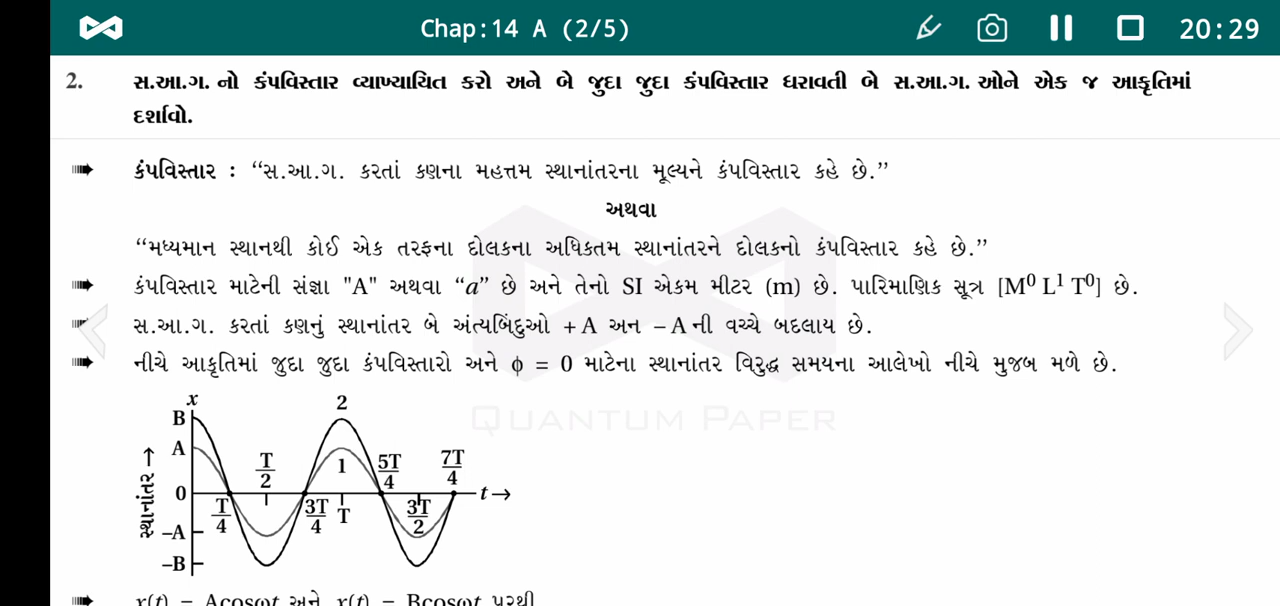 Chap:14 A (2/5) 20:29
2. સ.આ.ગ. નો કંપવિસ્તાર વ્યાખ્યાયિત કરો અને બે જુદા જુદા કંપવિસ્તાર ધરાવતી બે સ.આ.ગ. ઓને એક જ આકૃતિમાં
દર્શાવો.
કંપવિસ્તાર : “સ.આ.ગ. કરતાં કણના મહત્તમ સ્થાનાંતરના મૂલ્યને કંપવિસ્તાર કહે છે.”
અથવા
“મધ્યમાન સ્થાનથી કોઈ એક તરફના દોલકના અધિકતમ સ્થાનાંતરને દોલકનો કંપવિસ્તાર કહે છે.”
કંપવિસ્તાર માટેની સંજ્ઞા "A" અથવા “a” છે અને તેનો SI એકમ મીટર (m) છે. પારિમાણિક સૂત્ર [M⁰ L¹ T⁰] છે.
સ.આ.ગ. કરતાં કણનું સ્થાનાંતર બે અંત્યબિંદુઓ +A અન –A ની વચ્ચે બદલાય છે.
નીચે આકૃતિમાં જુદા જુદા કંપવિસ્તારો અને ϕ = 0 માટેના સ્થાનાંતર વિરુદ્ધ સમયના આલેખો નીચે મુજબ મળે છે.
QUANTUM PAPER
x
B
2
A
1
T/2
5T/4
7T/4
સ્થાનાંતર →
0
t→
T/4
3T/4
T
3T/2
–A
–B
x(t) = Acosωt અને x(t) = Bcosωt પરથી